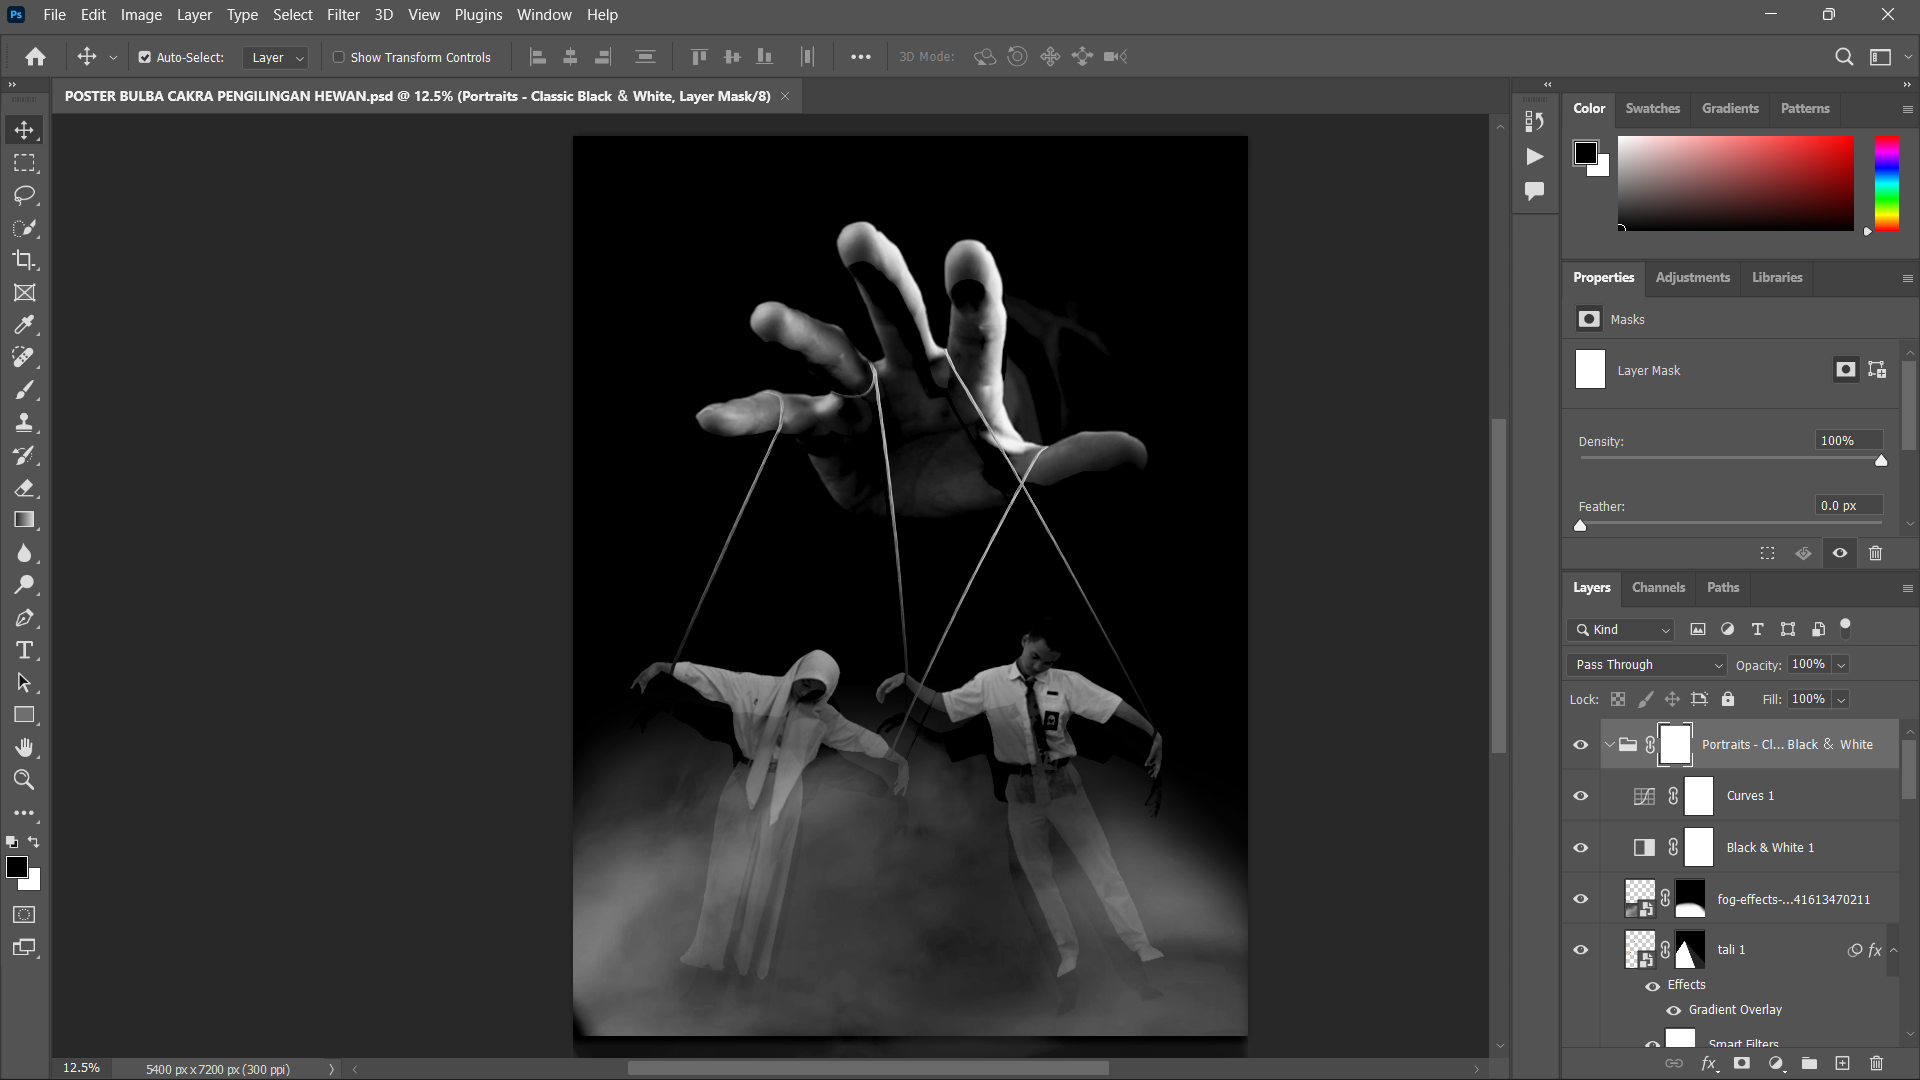 Ps File Edit Image Layer Type Select Filter 3D View Plugins Window Help
Auto-Select: Layer Show Transform Controls 3D Mode:
POSTER BULBA CAKRA PENGILINGAN HEWAN.psd @ 12.5% (Portraits - Classic Black & White, Layer Mask/8)
Color Swatches Gradients Patterns
Properties Adjustments Libraries
Masks
Layer Mask
Density: 100%
Feather: 0.0 px
Layers Channels Paths
Kind
Pass Through Opacity: 100%
Lock: Fill: 100%
Portraits - Cl... Black & White
Curves 1
Black & White 1
fog-effects-...41613470211
tali 1 fx
Effects
Gradient Overlay
Smart Filters
12.5% 5400 px x 7200 px (300 ppi)
fx